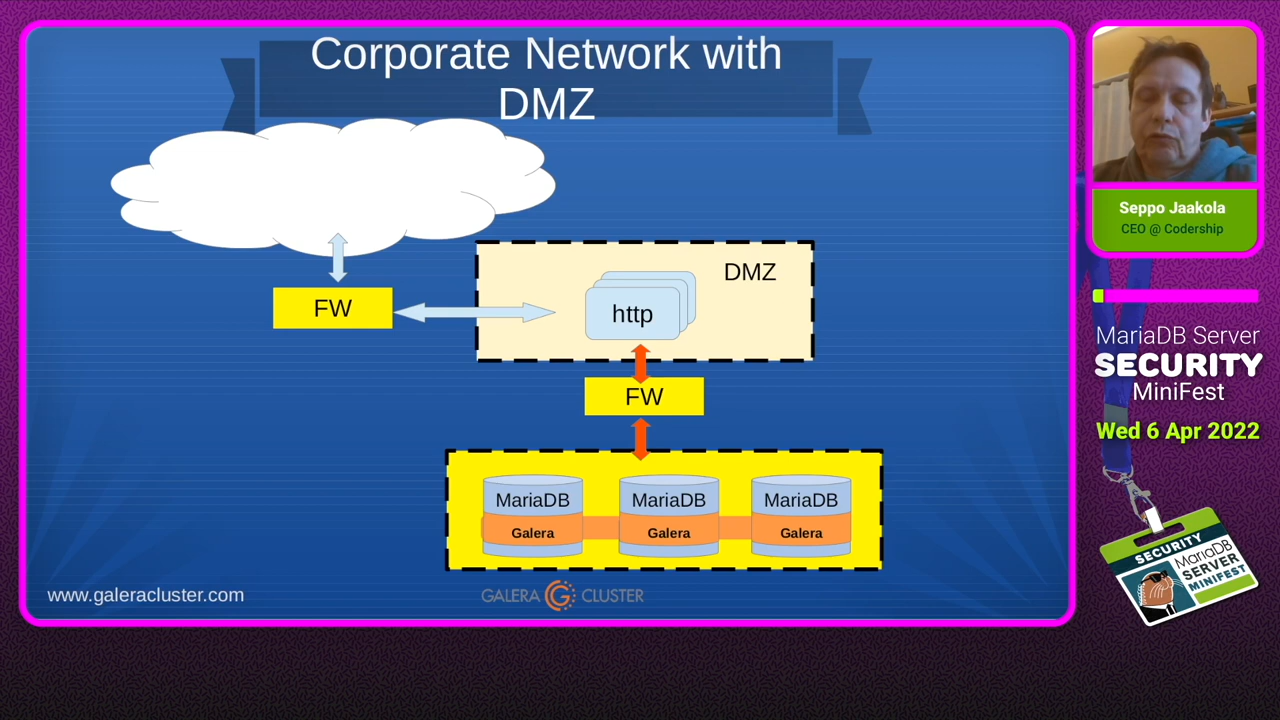 Corporate Network with
DMZ
DMZ
http
FW
FW
MariaDB
Galera
MariaDB
Galera
MariaDB
Galera
www.galeracluster.com
GALERA CLUSTER
Seppo Jaakola
CEO @ Codership
MariaDB Server
SECURITY
MiniFest
Wed 6 Apr 2022
SECURITY
MariaDB
SERVER
MINIFEST